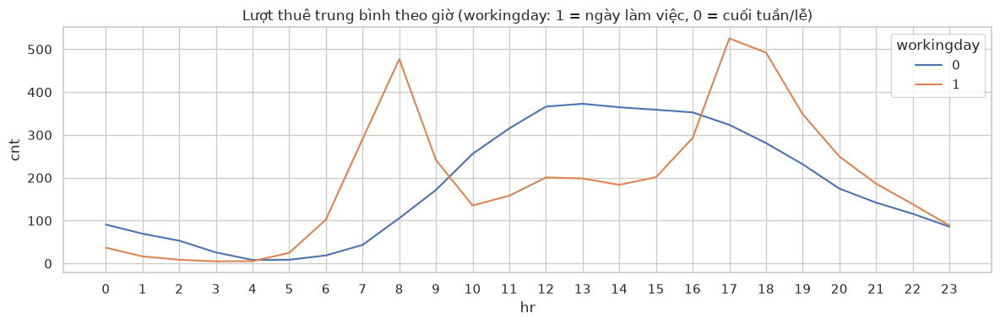 Lượt thuê trung bình theo giờ (workingday: 1 = ngày làm việc, 0 = cuối tuần/lễ)
workingday
0
1
cnt
500
400
300
200
100
0
0 1 2 3 4 5 6 7 8 9 10 11 12 13 14 15 16 17 18 19 20 21 22 23
hr